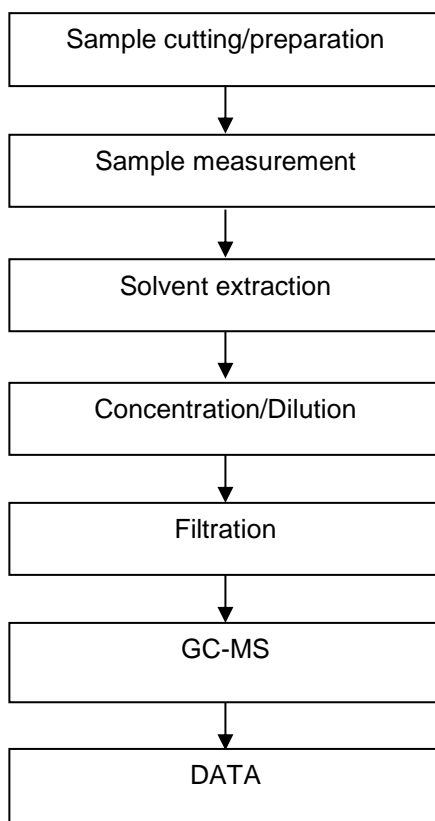 Sample cutting/preparation
Sample measurement
Solvent extraction
Concentration/Dilution
Filtration
GC-MS
DATA